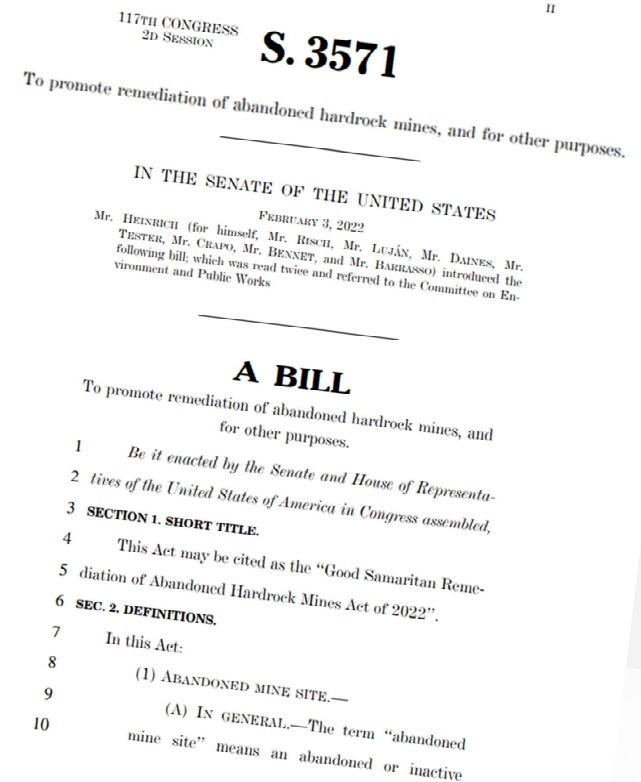 II
117TH CONGRESS
2D SESSION
S. 3571
To promote remediation of abandoned hardrock mines, and for other purposes.
IN THE SENATE OF THE UNITED STATES
FEBRUARY 3, 2022
Mr. HEINRICH (for himself, Mr. RISCH, Mr. LUJÁN, Mr. DAINES, Mr.
TESTER, Mr. CRAPO, Mr. BENNET, and Mr. BARRASSO) introduced the
following bill; which was read twice and referred to the Committee on En-
vironment and Public Works
A BILL
To promote remediation of abandoned hardrock mines, and
for other purposes.
1 Be it enacted by the Senate and House of Representa-
2 tives of the United States of America in Congress assembled,
3 SECTION 1. SHORT TITLE.
4 This Act may be cited as the “Good Samaritan Reme-
5 diation of Abandoned Hardrock Mines Act of 2022”.
6 SEC. 2. DEFINITIONS.
7 In this Act:
8 (1) ABANDONED MINE SITE.—
9 (A) IN GENERAL.—The term “abandoned
10 mine site” means an abandoned or inactive